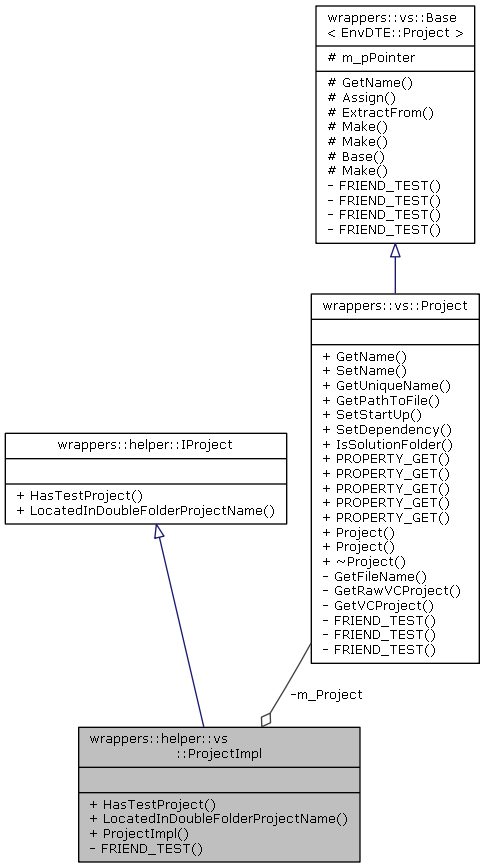 wrappers::vs::Base
< EnvDTE::Project >
# m_pPointer
# GetName()
# Assign()
# ExtractFrom()
# Make()
# Make()
# Base()
# Make()
- FRIEND_TEST()
- FRIEND_TEST()
- FRIEND_TEST()
- FRIEND_TEST()
wrappers::vs::Project
+ GetName()
+ SetName()
+ GetUniqueName()
+ GetPathToFile()
+ SetStartUp()
+ SetDependency()
+ IsSolutionFolder()
+ PROPERTY_GET()
+ PROPERTY_GET()
+ PROPERTY_GET()
+ PROPERTY_GET()
+ PROPERTY_GET()
+ Project()
+ Project()
+ ~Project()
- GetFileName()
- GetRawVCProject()
- GetVCProject()
- FRIEND_TEST()
- FRIEND_TEST()
- FRIEND_TEST()
wrappers::helper::IProject
+ HasTestProject()
+ LocatedInDoubleFolderProjectName()
-m_Project
wrappers::helper::vs
::ProjectImpl
+ HasTestProject()
+ LocatedInDoubleFolderProjectName()
+ ProjectImpl()
- FRIEND_TEST()